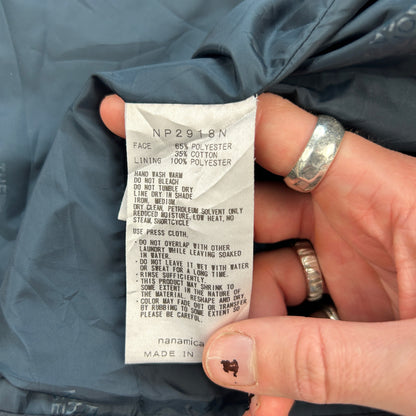 NP2918N
FACE 65% POLYESTER
35% COTTON
LINING 100% POLYESTER
HAND WASH WARM
DO NOT BLEACH
DO NOT TUMBLE DRY
LINE DRY IN SHADE
IRON, MEDIUM
DRY CLEAN, PETROLEUM SOLVENT ONLY
REDUCED MOISTURE, LOW HEAT, NO
STEAM, SHORTCYCLE
USE PRESS CLOTH.
· DO NOT OVERLAP WITH OTHER
LAUNDRY WHILE LEAVING SOAKED
IN WATER.
· DO NOT LEAVE IT WET WITH WATER
OR SWEAT FOR A LONG TIME.
· RINSE SUFFICIENTLY.
THIS PRODUCT MAY SHRINK TO
SOME EXTENT IN THE NATURE OF
THE MATERIAL. RESHAPE AND DRY.
· COLOR MAY FADE OUT OR TRANSFER
BY RUBBING TO SOME EXTENT SO
PLEASE BE CAREFUL.
nanamica
MADE IN